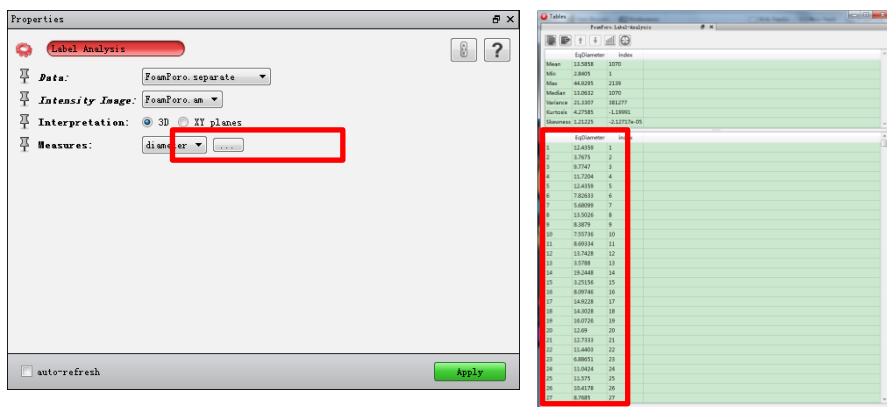 Properties
Label Analysis
?
Data: FoamPoro.separate
Intensity Image: FoamPoro.am
Interpretation: 3D XY planes
Measures: diameter ...
auto-refresh Apply
Tables
FoamPoro.Label-Analysis
EqDiameter index
Mean 13.5858 1070
Min 2.8405 1
Max 44.9295 2139
Median 13.0632 1070
Variance 21.3307 381277
Kurtosis 4.27585 -1.19991
Skewness 1.21225 -2.12717e-05
EqDiameter index
1 12.4359 1
2 3.7675 2
3 9.7747 3
4 11.7204 4
5 12.4359 5
6 7.82633 6
7 5.68099 7
8 13.5026 8
9 8.3879 9
10 7.55736 10
11 8.69334 11
12 13.7428 12
13 3.5788 13
14 19.2448 14
15 3.25156 15
16 8.09746 16
17 14.9228 17
18 14.3028 18
19 16.0726 19
20 12.69 20
21 12.7333 21
22 11.4403 22
23 6.88651 23
24 11.0424 24
25 11.575 25
26 10.4178 26
27 8.7685 27